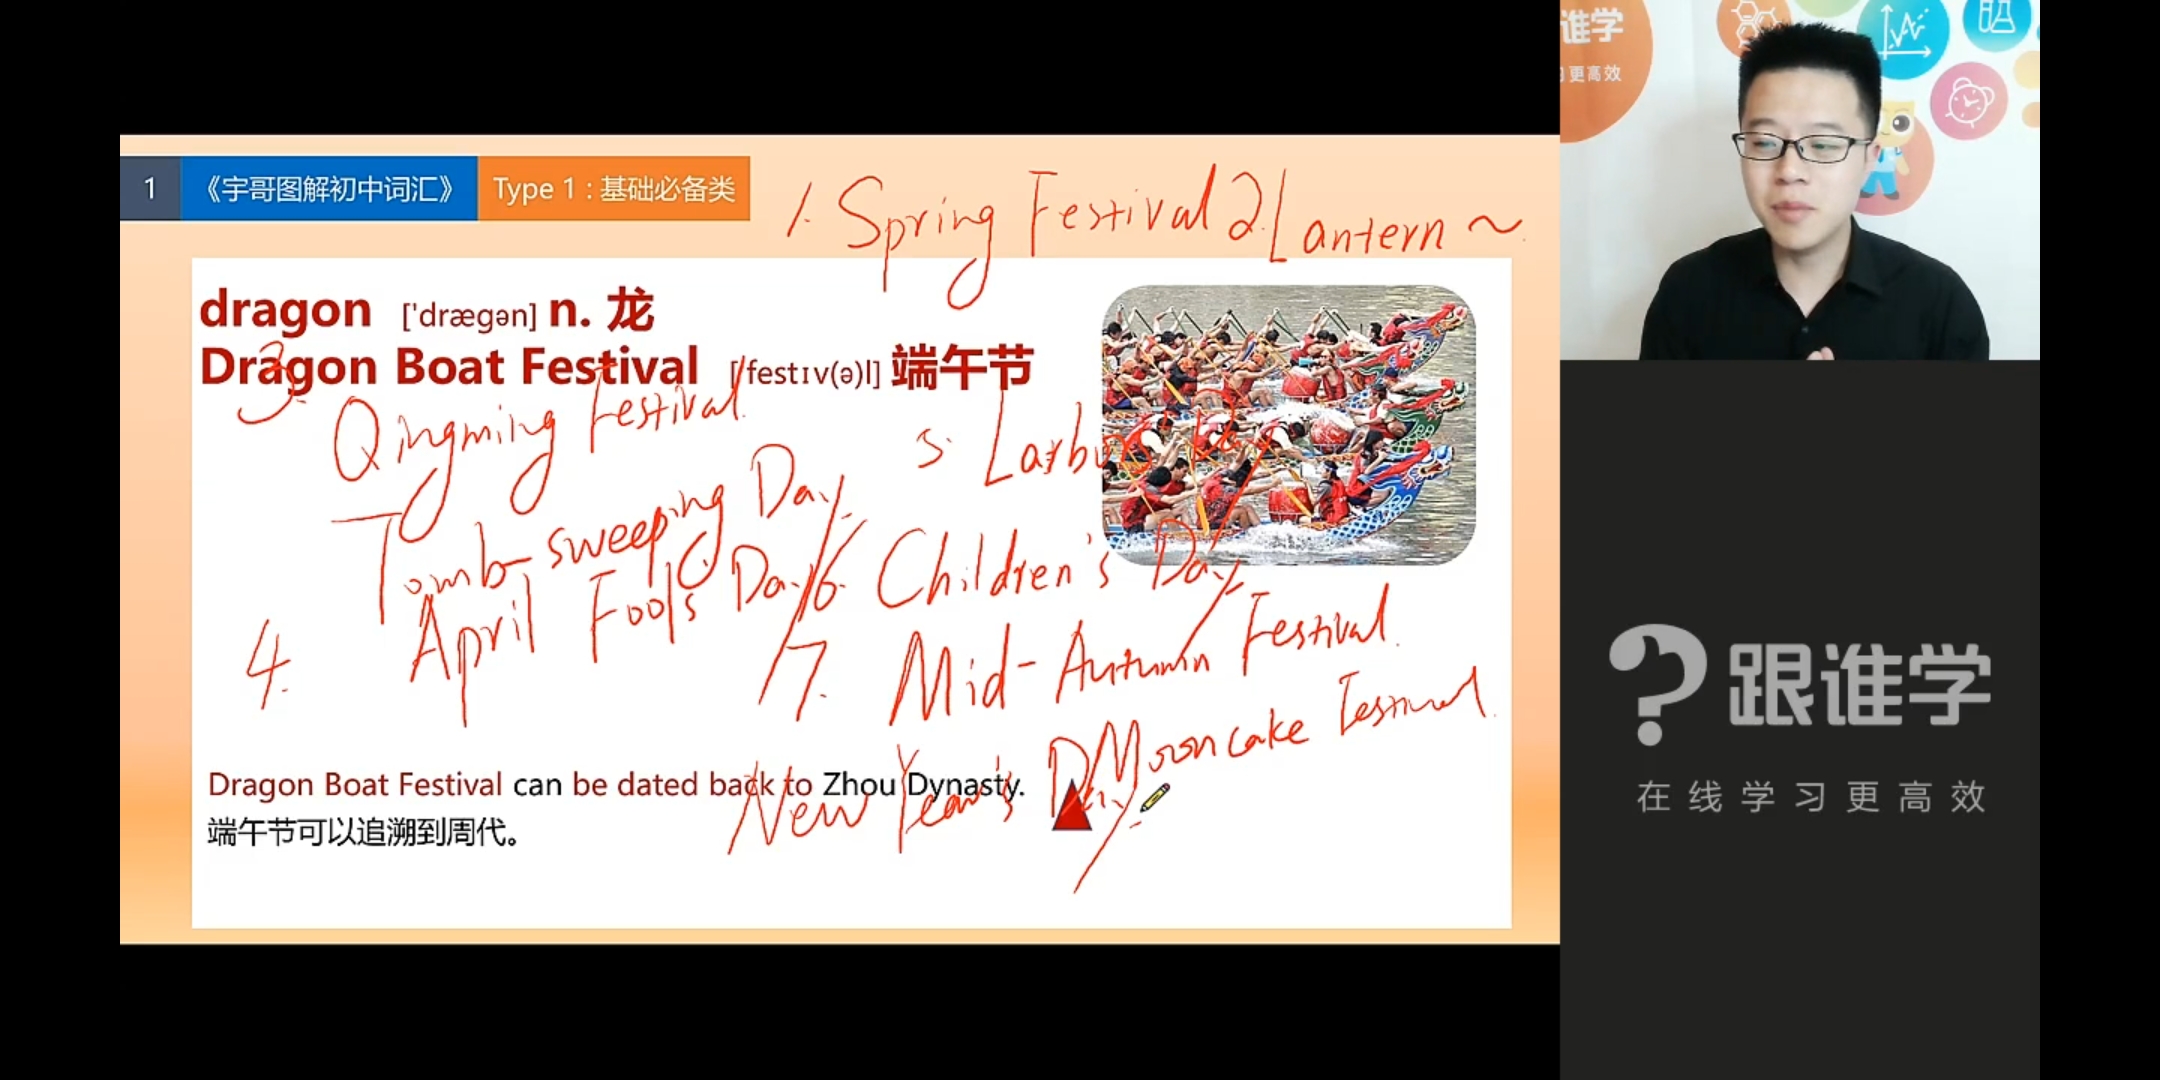 谁学
习更高效
1 《宇哥图解初中词汇》 Type 1 : 基础必备类
1. Spring Festival 2. Lantern ~
dragon ['drægən] n. 龙
Dragon Boat Festival ['festɪv(ə)l] 端午节
3. Qingming Festival
Tomb-sweeping Day
4. April Fools Day
5. Larbor Day
6. Children's Day
7. Mid-Autumn Festival
Mooncake Festival
New Year's Day
Dragon Boat Festival can be dated back to Zhou Dynasty.
端午节可以追溯到周代。
跟谁学
在线学习更高效